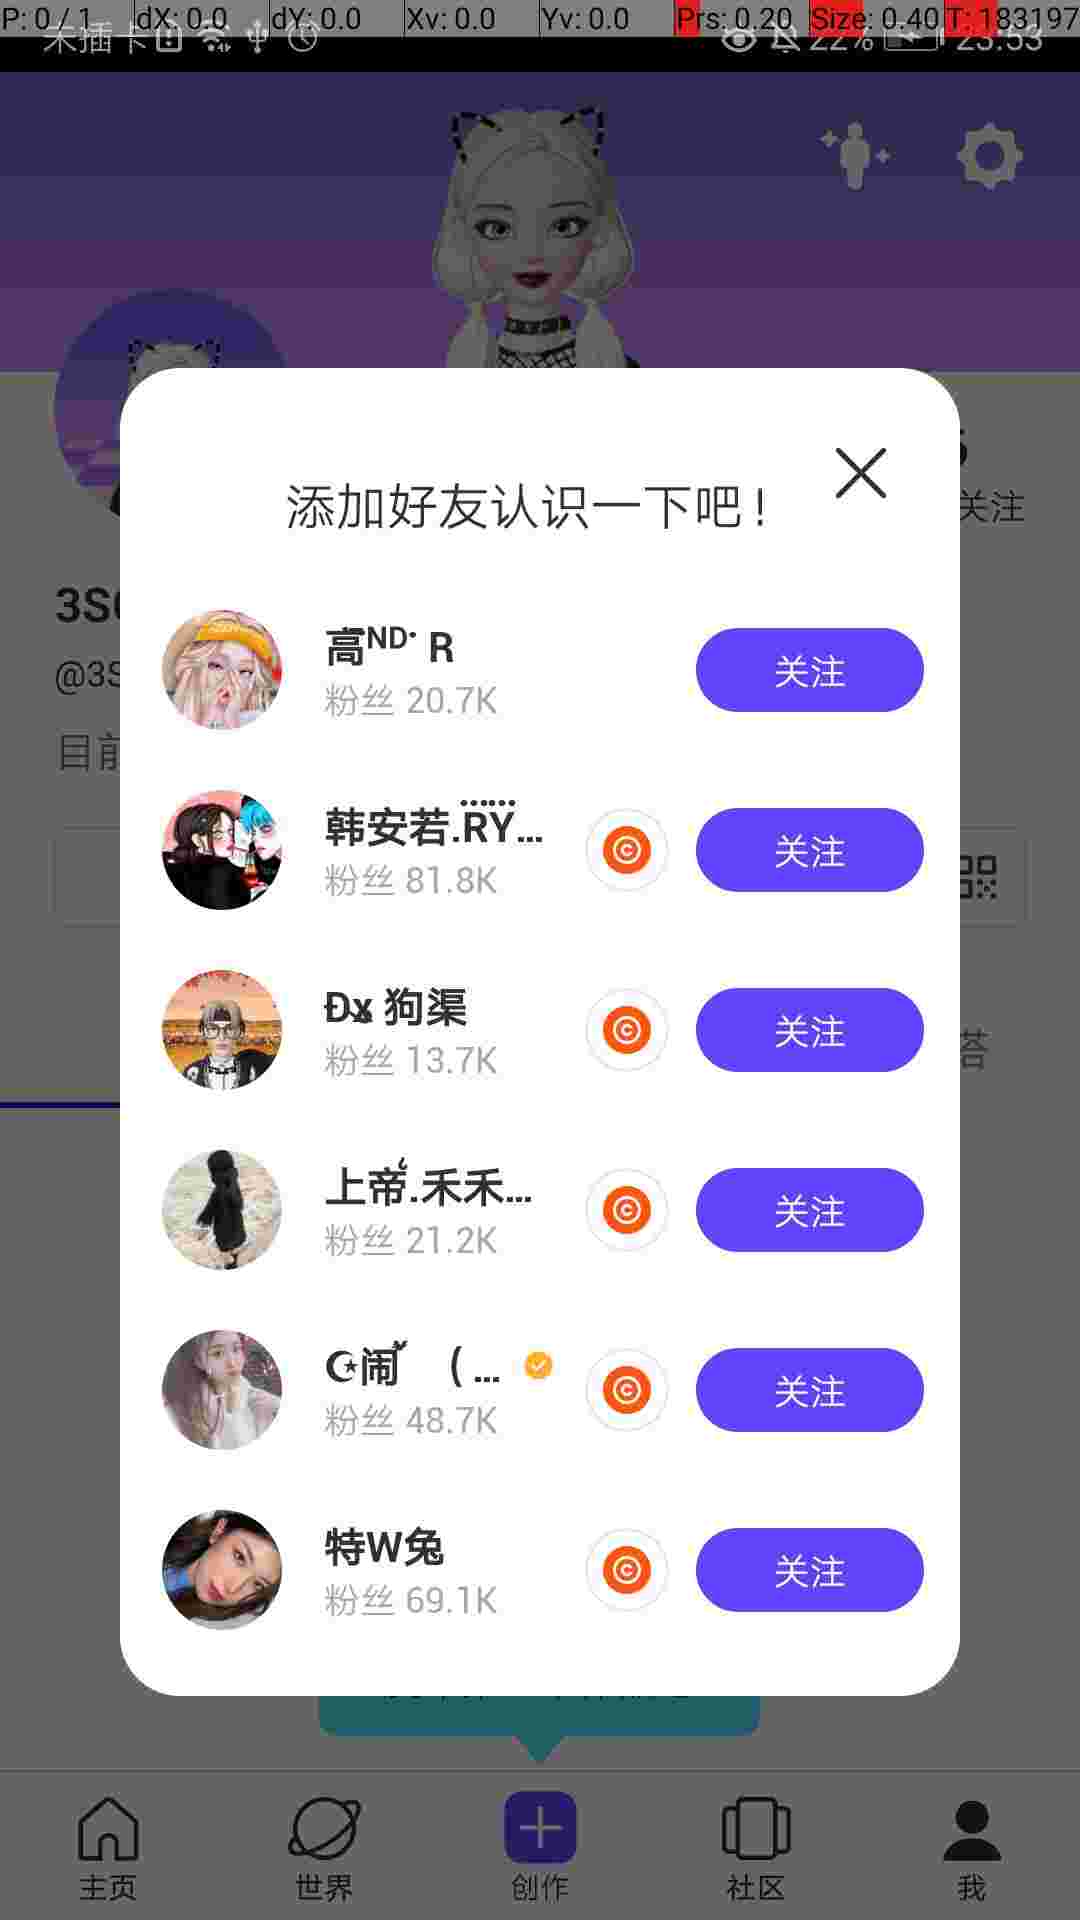 P: 0 / 1 dX: 0.0 dY: 0.0 Xv: 0.0 Yv: 0.0 Prs: 0.20 Size: 0.40 T: 183197
未插卡 22% 23:53
添加好友认识一下吧!
关注
3S
高ᴺᴰ· R
关注
@3S
粉丝 20.7K
目前
韩安若.RY...
关注
粉丝 81.8K
Đx 狗渠
关注
粉丝 13.7K
答
上帝.禾禾...
关注
粉丝 21.2K
☪闹 ( ...
关注
粉丝 48.7K
特W兔
关注
粉丝 69.1K
主页 世界 创作 社区 我